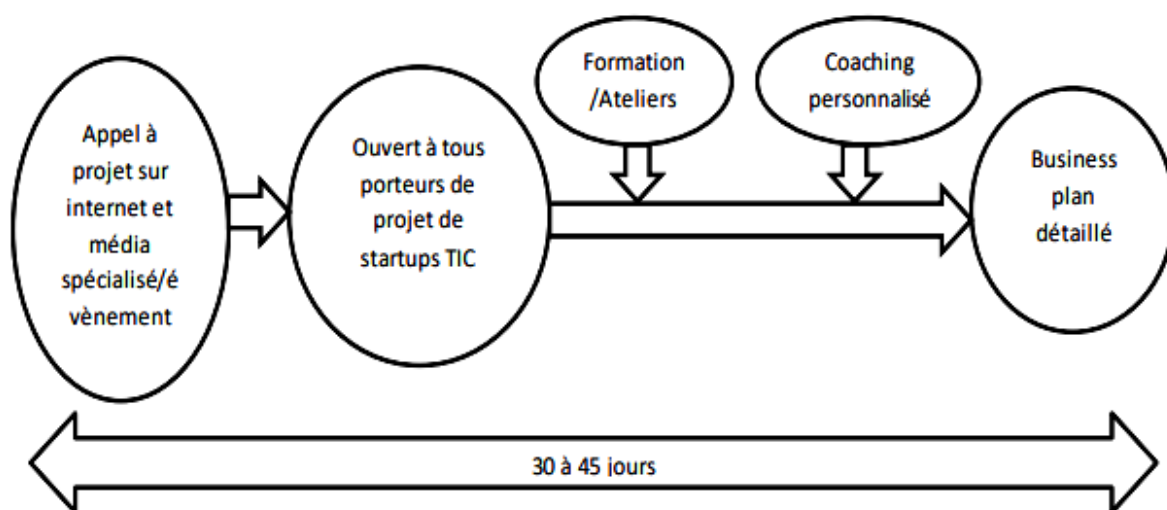 Appel à
projet sur
internet et
média
spécialisé/é
vènement
Ouvert à tous
porteurs de
projet de
startups TIC
Formation
/Ateliers
Coaching
personnalisé
Business
plan
détaillé
30 à 45 jours